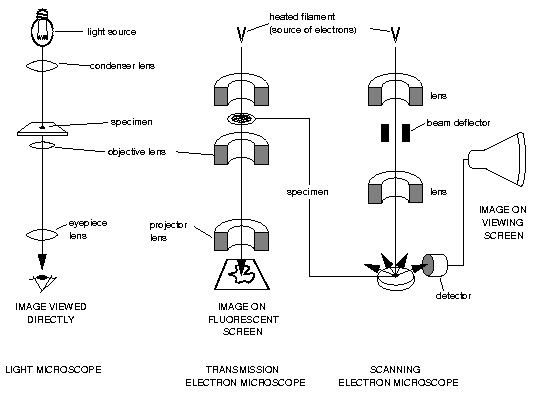 light source
condenser lens
specimen
objective lens
eyepiece
lens
IMAGE VIEWED
DIRECTLY
LIGHT MICROSCOPE
heated filament
(source of electrons)
specimen
projector
lens
IMAGE ON
FLUORESCENT
SCREEN
TRANSMISSION
ELECTRON MICROSCOPE
lens
beam deflector
lens
IMAGE ON
VIEWING
SCREEN
detector
SCANNING
ELECTRON MICROSCOPE